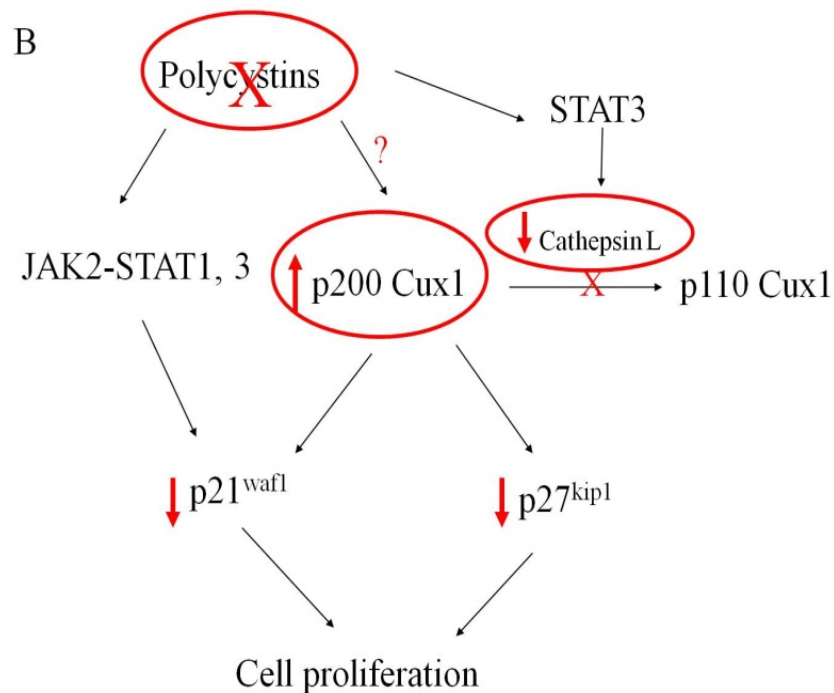 B
Polycystins
X
STAT3
?
Cathepsin L
JAK2-STAT1, 3
p200 Cux1
X
p110 Cux1
p21waf1
p27kip1
Cell proliferation